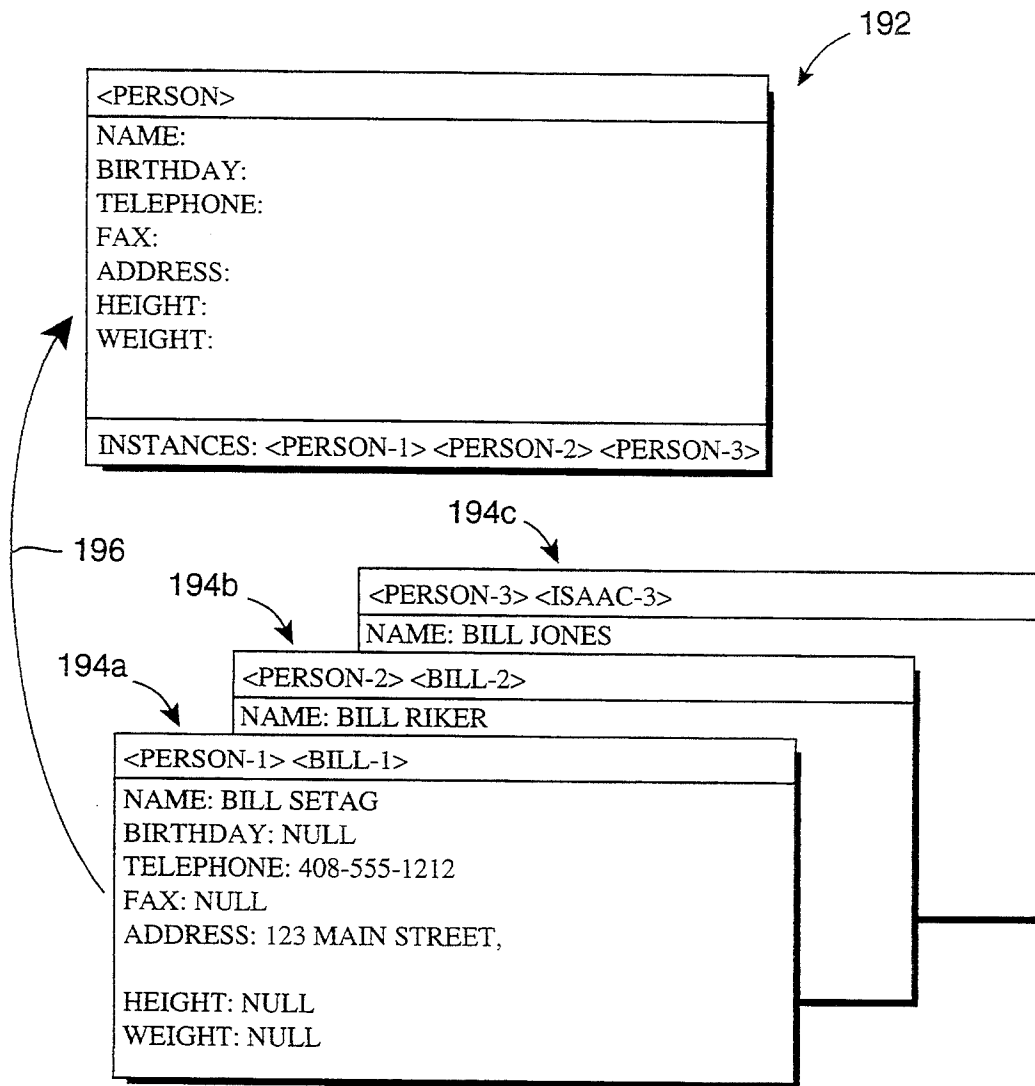 192
<PERSON>
NAME:
BIRTHDAY:
TELEPHONE:
FAX:
ADDRESS:
HEIGHT:
WEIGHT:
INSTANCES: <PERSON-1> <PERSON-2> <PERSON-3>
196
194c
<PERSON-3> <ISAAC-3>
NAME: BILL JONES
194b
<PERSON-2> <BILL-2>
NAME: BILL RIKER
194a
<PERSON-1> <BILL-1>
NAME: BILL SETAG
BIRTHDAY: NULL
TELEPHONE: 408-555-1212
FAX: NULL
ADDRESS: 123 MAIN STREET,
HEIGHT: NULL
WEIGHT: NULL